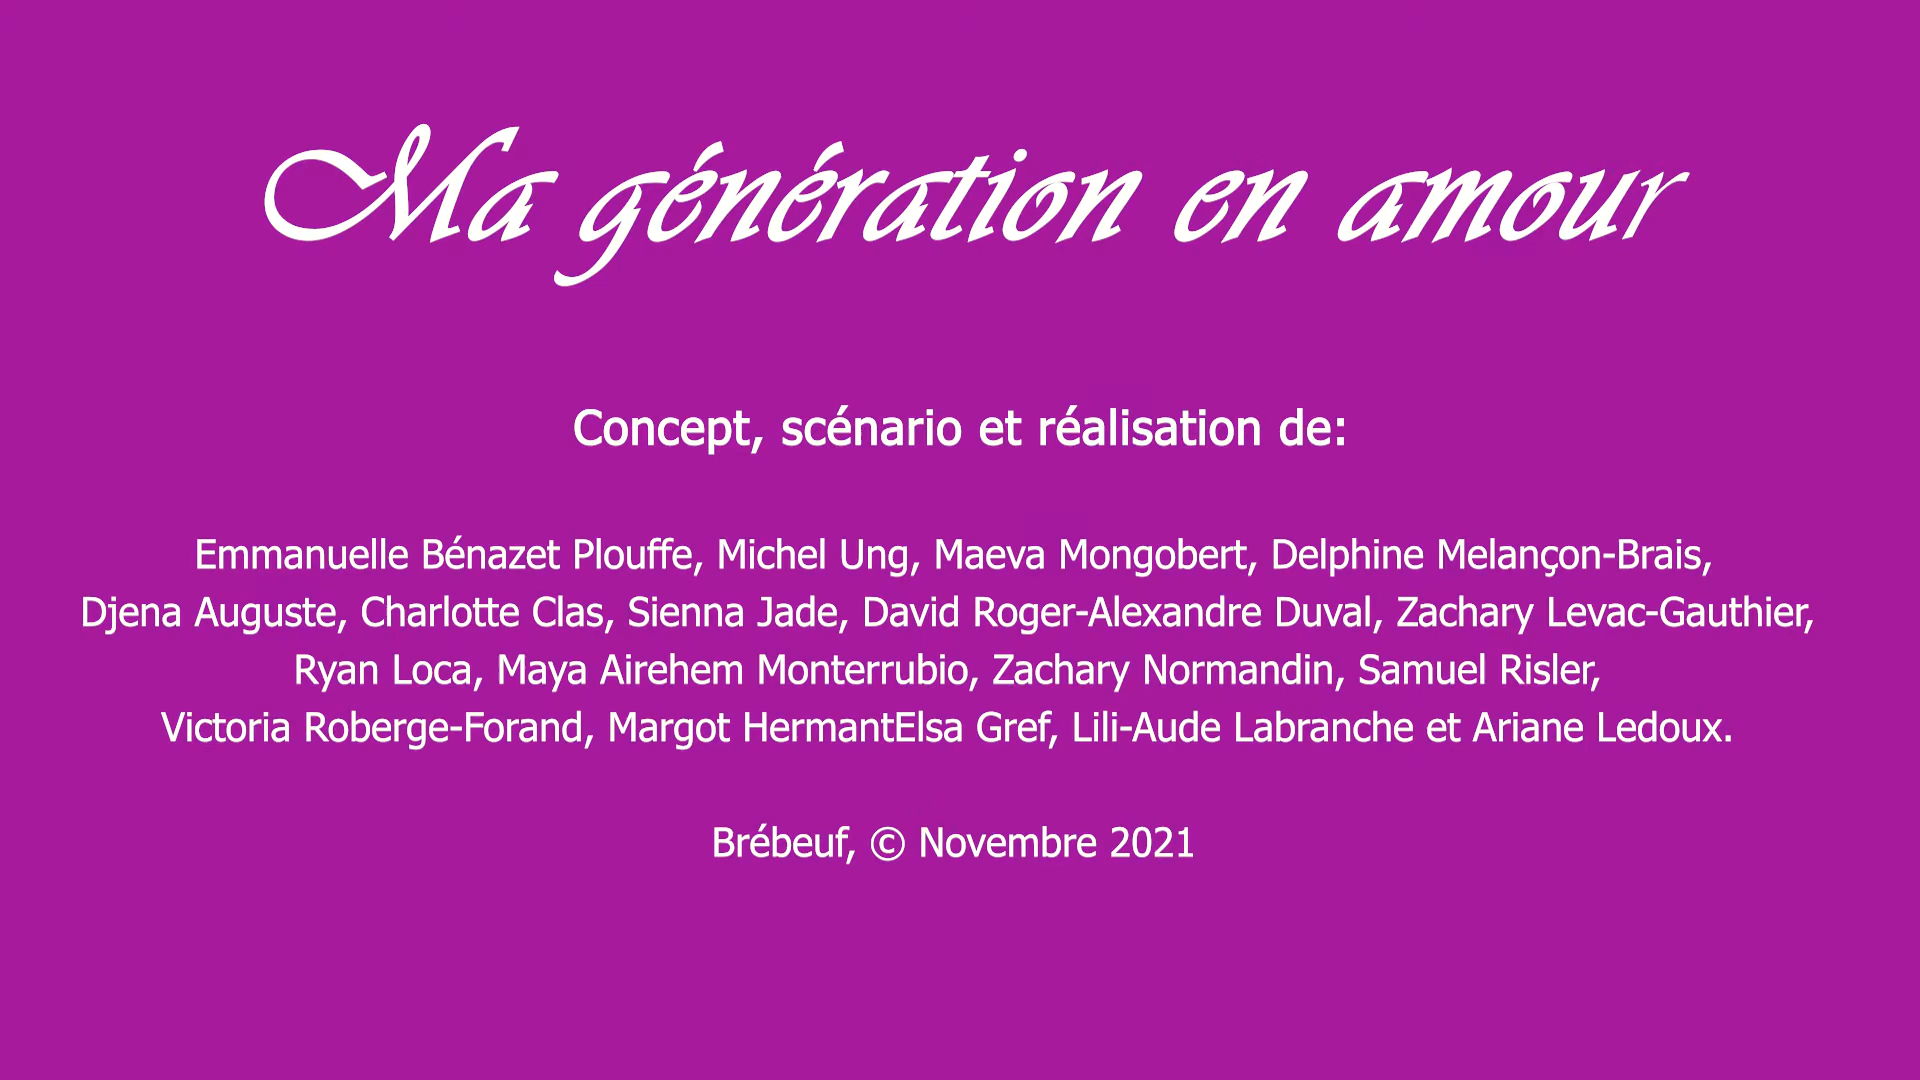 Ma génération en amour
Concept, scénario et réalisation de:
Emmanuelle Bénazet Plouffe, Michel Ung, Maeva Mongobert, Delphine Melançon-Brais,
Djena Auguste, Charlotte Clas, Sienna Jade, David Roger-Alexandre Duval, Zachary Levac-Gauthier,
Ryan Loca, Maya Airehem Monterrubio, Zachary Normandin, Samuel Risler,
Victoria Roberge-Forand, Margot HermantElsa Gref, Lili-Aude Labranche et Ariane Ledoux.
Brébeuf, © Novembre 2021